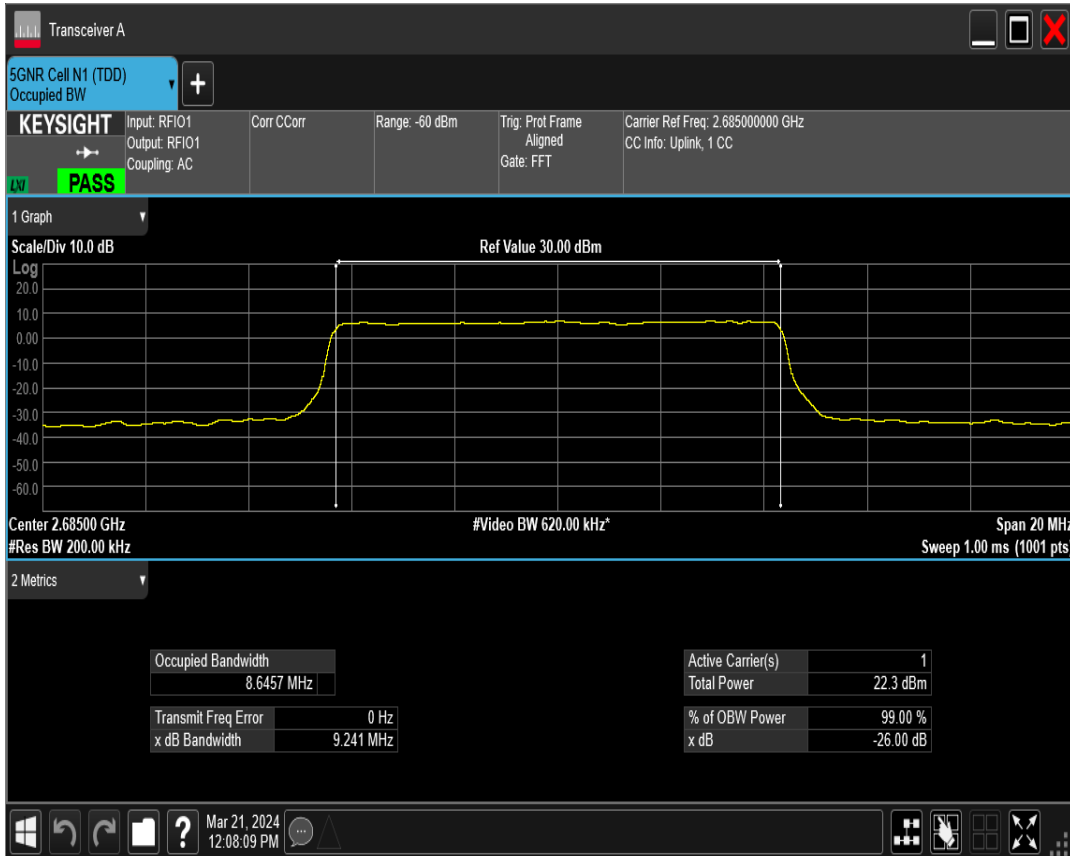 Transceiver A
5GNR Cell N1 (TDD)
Occupied BW
+
KEYSIGHT
LXI
PASS
Input: RFIO1
Output: RFIO1
Coupling: AC
Corr CCorr
Range: -60 dBm
Trig: Prot Frame
Aligned
Gate: FFT
Carrier Ref Freq: 2.685000000 GHz
CC Info: Uplink, 1 CC
1 Graph
Scale/Div 10.0 dB
Ref Value 30.00 dBm
Log
20.0
10.0
0.00
-10.0
-20.0
-30.0
-40.0
-50.0
-60.0
Center 2.68500 GHz
#Video BW 620.00 kHz*
Span 20 MHz
#Res BW 200.00 kHz
Sweep 1.00 ms (1001 pts)
2 Metrics
Occupied Bandwidth
8.6457 MHz
Transmit Freq Error 0 Hz
x dB Bandwidth 9.241 MHz
Active Carrier(s) 1
Total Power 22.3 dBm
% of OBW Power 99.00 %
x dB -26.00 dB
?
Mar 21, 2024
12:08:09 PM